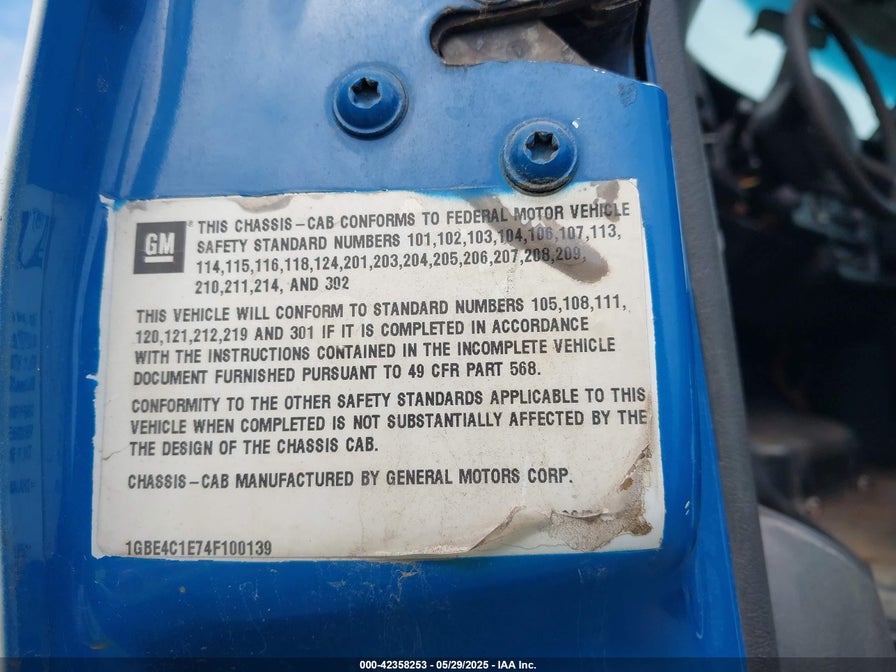 GM
THIS CHASSIS-CAB CONFORMS TO FEDERAL MOTOR VEHICLE
SAFETY STANDARD NUMBERS 101,102,103,104,106,107,113,
114,115,116,118,124,201,203,204,205,206,207,208,209,
210,211,214, AND 302
THIS VEHICLE WILL CONFORM TO STANDARD NUMBERS 105,108,111,
120,121,212,219 AND 301 IF IT IS COMPLETED IN ACCORDANCE
WITH THE INSTRUCTIONS CONTAINED IN THE INCOMPLETE VEHICLE
DOCUMENT FURNISHED PURSUANT TO 49 CFR PART 568.
CONFORMITY TO THE OTHER SAFETY STANDARDS APPLICABLE TO THIS
VEHICLE WHEN COMPLETED IS NOT SUBSTANTIALLY AFFECTED BY THE
THE DESIGN OF THE CHASSIS CAB.
CHASSIS-CAB MANUFACTURED BY GENERAL MOTORS CORP.
1GBE4C1E74F100139
000-42358253 - 05/29/2025 - IAA Inc.